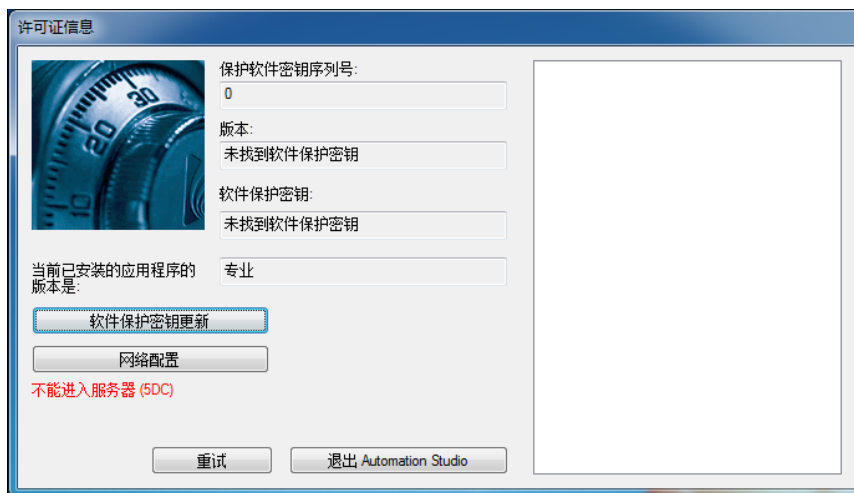 许可证信息
保护软件密钥序列号:
0
版本:
未找到软件保护密钥
软件保护密钥:
未找到软件保护密钥
当前已安装的应用程序的
版本是:
专业
软件保护密钥更新
网络配置
不能进入服务器 (5DC)
重试
退出 Automation Studio
30
20
10